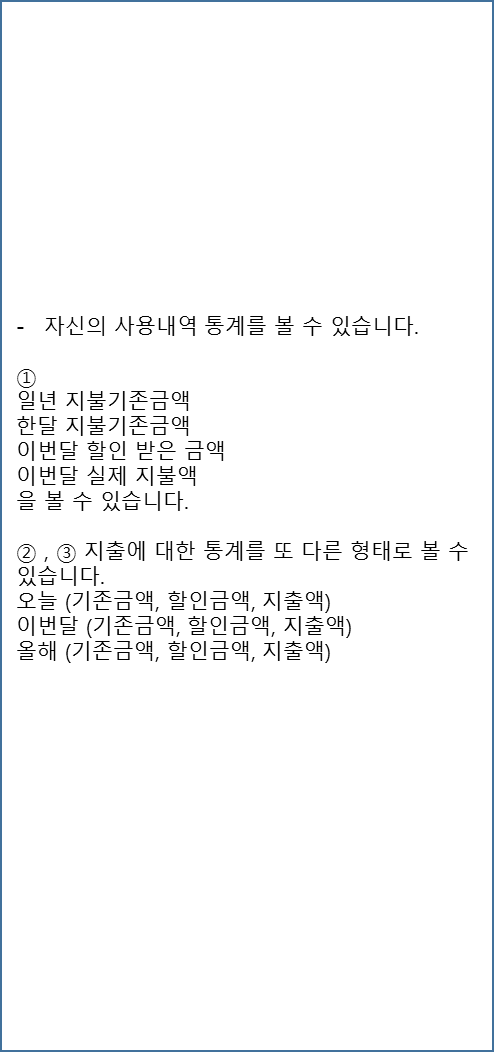 - 자신의 사용내역 통계를 볼 수 있습니다.
①
일년 지불기존금액
한달 지불기존금액
이번달 할인 받은 금액
이번달 실제 지불액
을 볼 수 있습니다.
② , ③ 지출에 대한 통계를 또 다른 형태로 볼 수
있습니다.
오늘 (기존금액, 할인금액, 지출액)
이번달 (기존금액, 할인금액, 지출액)
올해 (기존금액, 할인금액, 지출액)